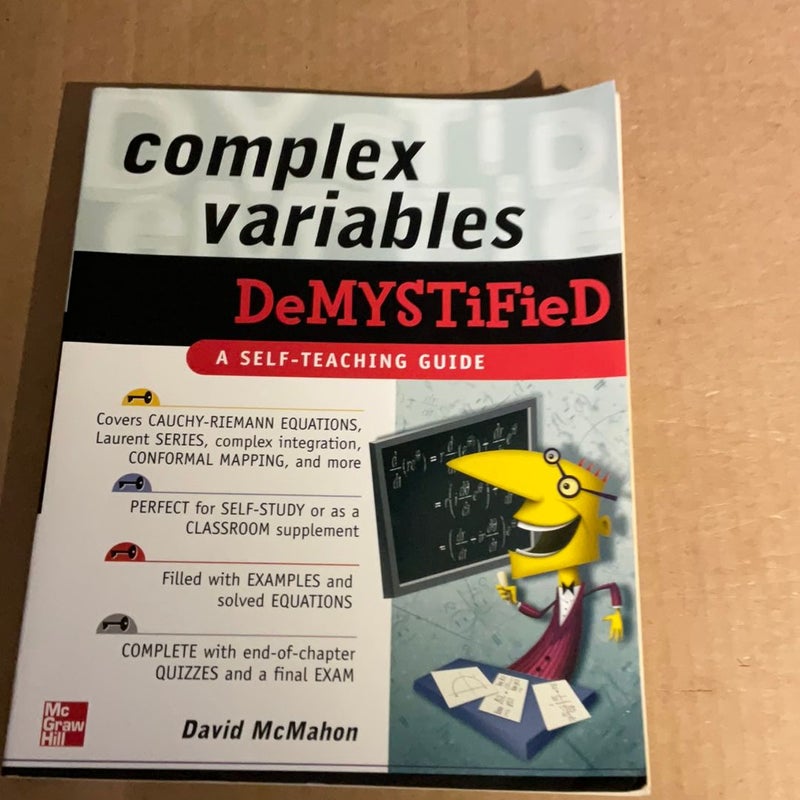 complex
variables
DeMYSTiFieD
A SELF-TEACHING GUIDE
Covers CAUCHY-RIEMANN EQUATIONS,
Laurent SERIES, complex integration,
CONFORMAL MAPPING, and more
PERFECT for SELF-STUDY or as a
CLASSROOM supplement
Filled with EXAMPLES and
solved EQUATIONS
COMPLETE with end-of-chapter
QUIZZES and a final EXAM
Mc
Graw
Hill
David McMahon